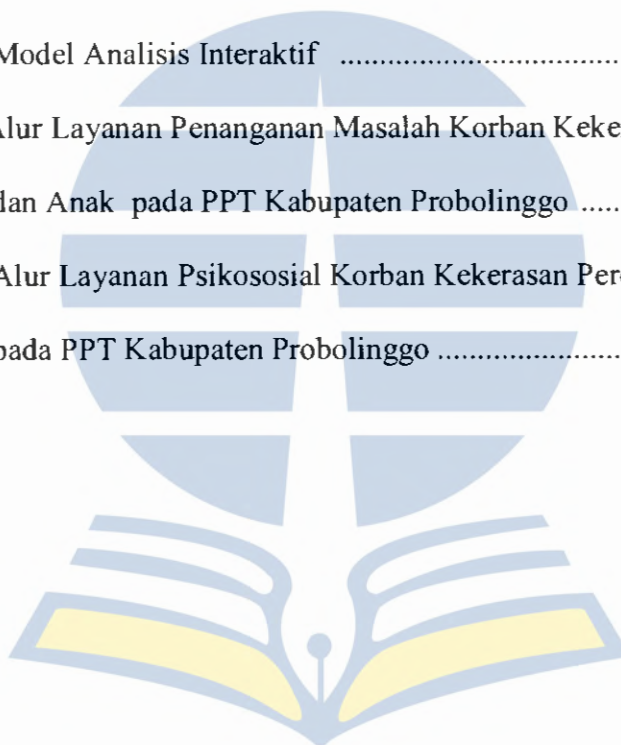 Model Analisis Interaktif ....................................
Alur Layanan Penanganan Masalah Korban Keke
dan Anak pada PPT Kabupaten Probolinggo .....
Alur Layanan Psikososial Korban Kekerasan Per
pada PPT Kabupaten Probolinggo .......................